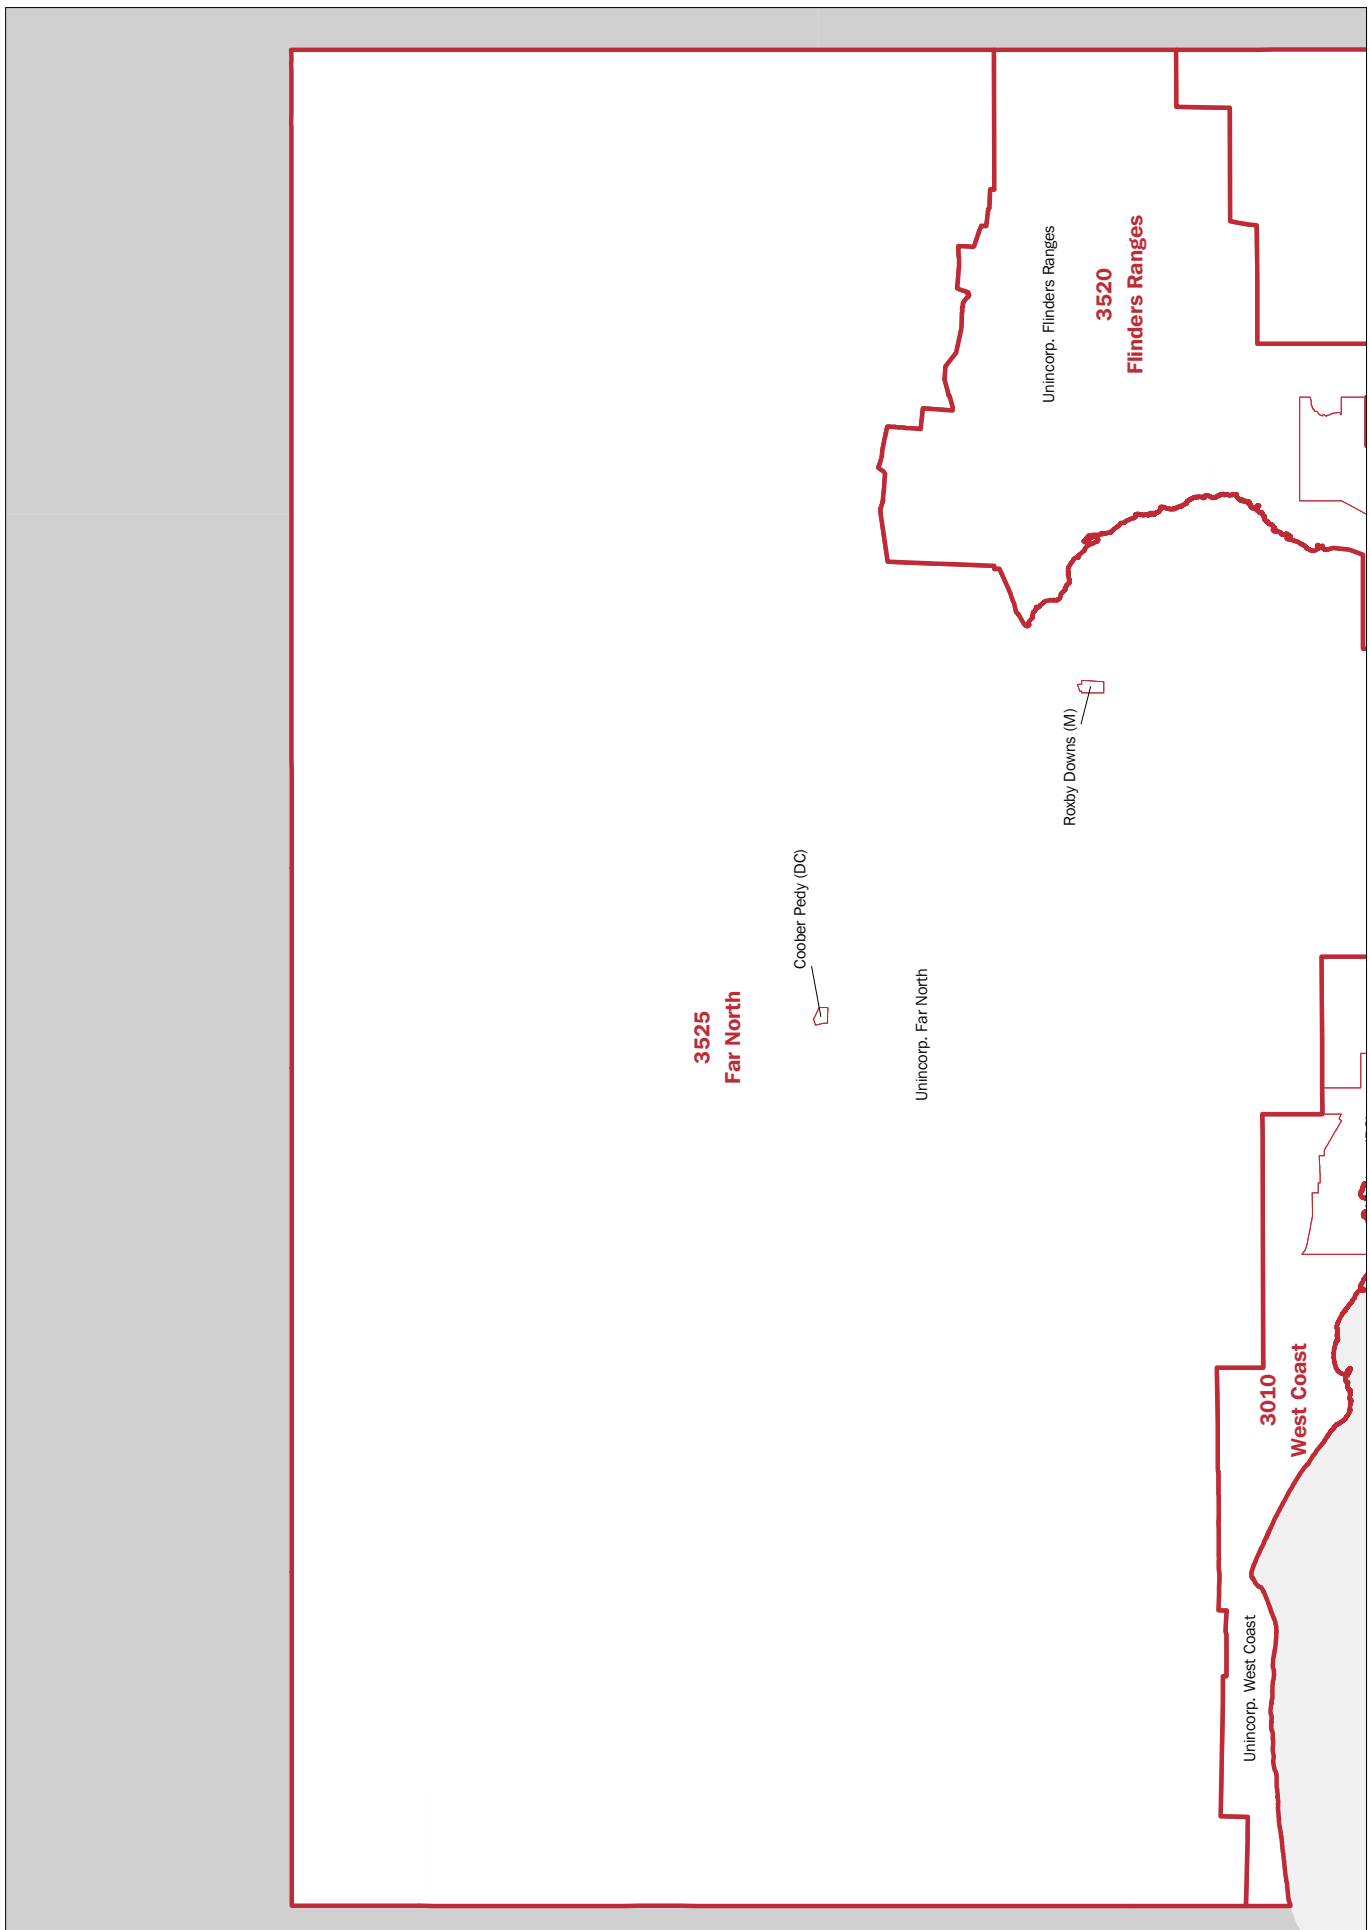 3525
Far North
Coober Pedy (DC)
Unincorp. Far North
Unincorp. Flinders Ranges
3520
Flinders Ranges
Roxby Downs (M)
3010
West Coast
Unincorp. West Coast